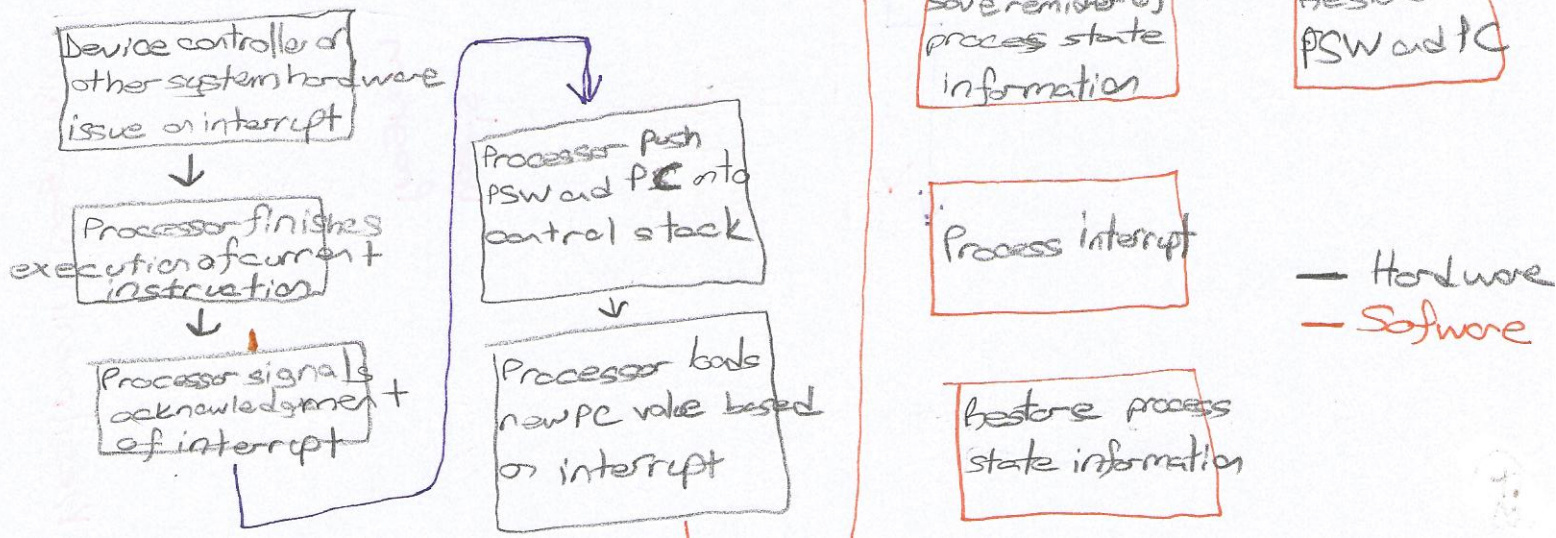 Device controller or
other system hardware
issue an interrupt
Processor finishes
execution of current
instruction
Processor signals
acknowledgment
of interrupt
Processor push
PSW and PC onto
control stack
Processor loads
new PC value based
on interrupt
process state
information
Process interrupt
Restore process
state information
PSW and PC
— Hardware
— Sofware